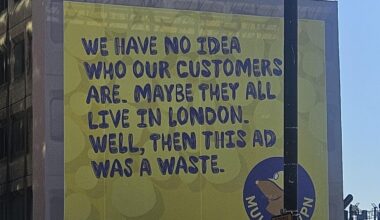 WE HAVE NO IDEA
WHO OUR CUSTOMERS
ARE. MAYBE THEY ALL
LIVE IN LONDON.
WELL, THEN THIS AD
WAS A WASTE.